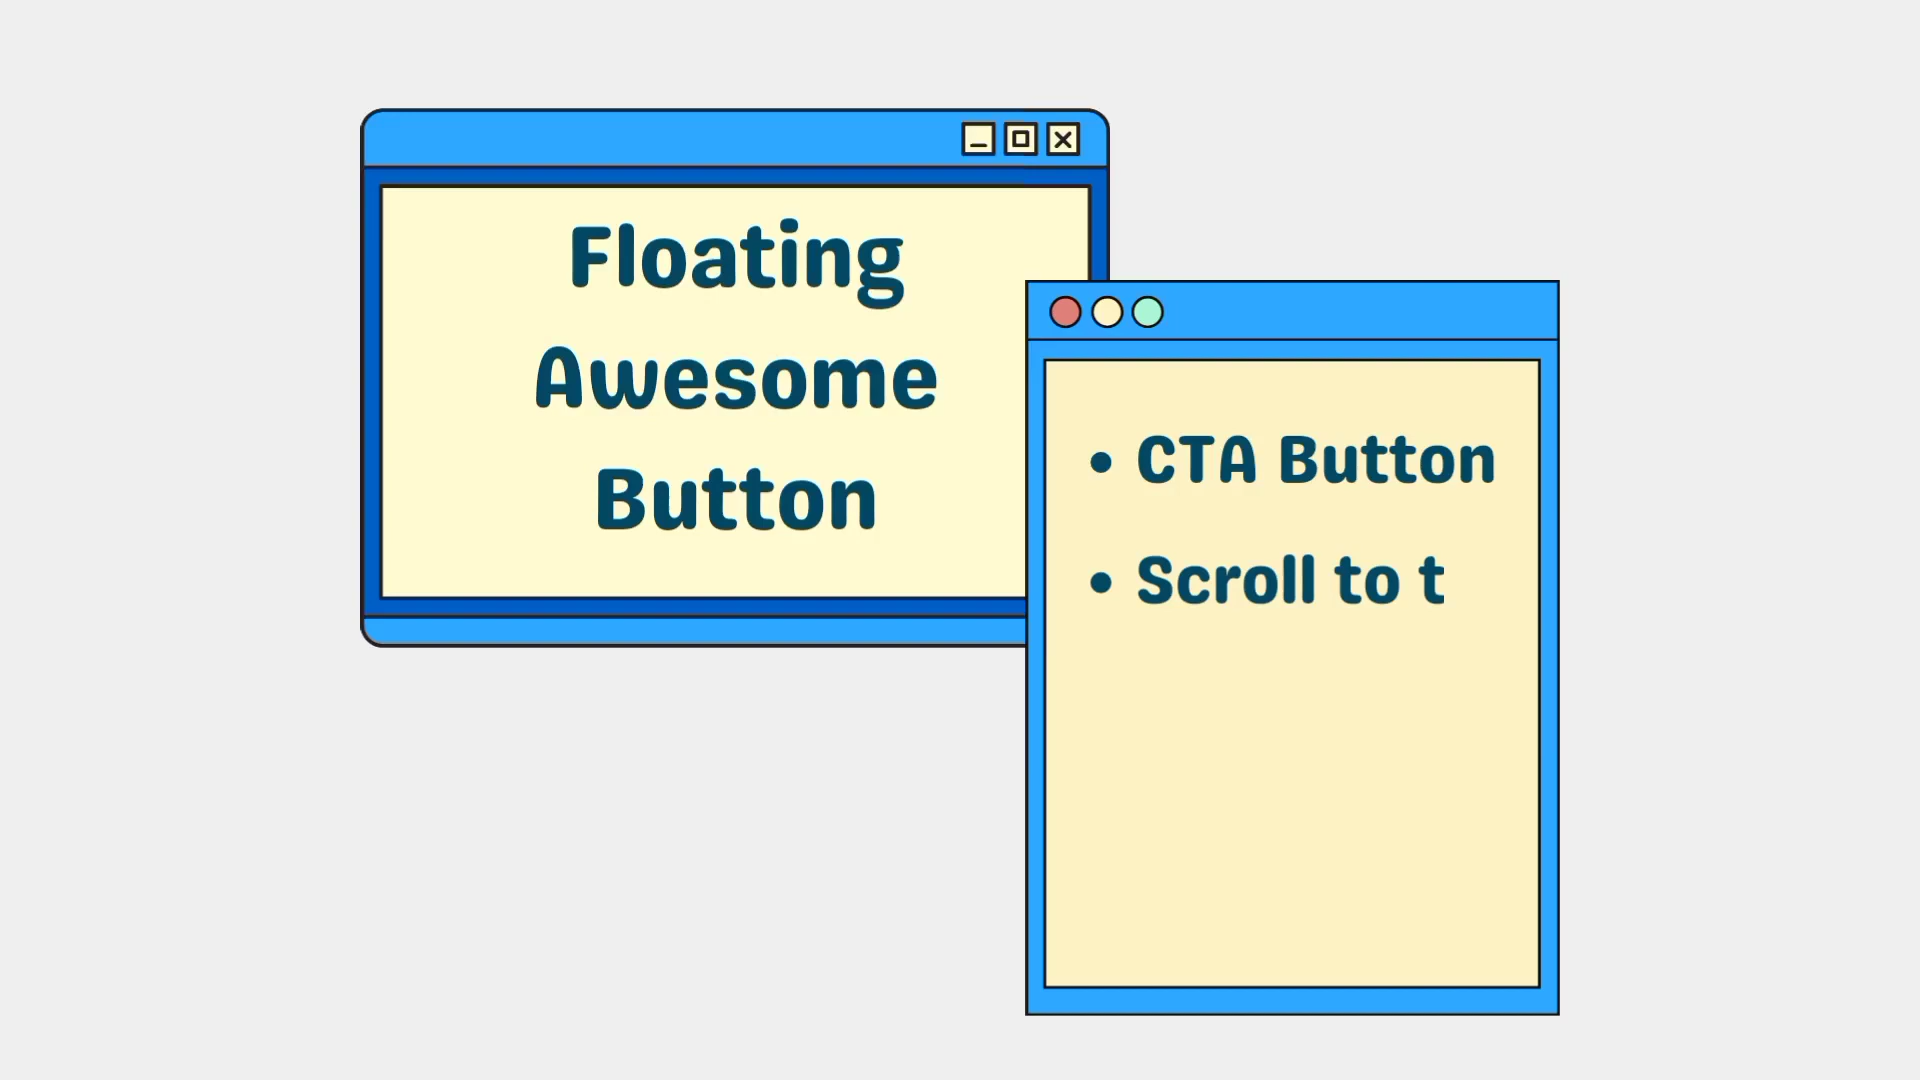 Floating
Awesome
Button
• CTA Button
• Scroll to t